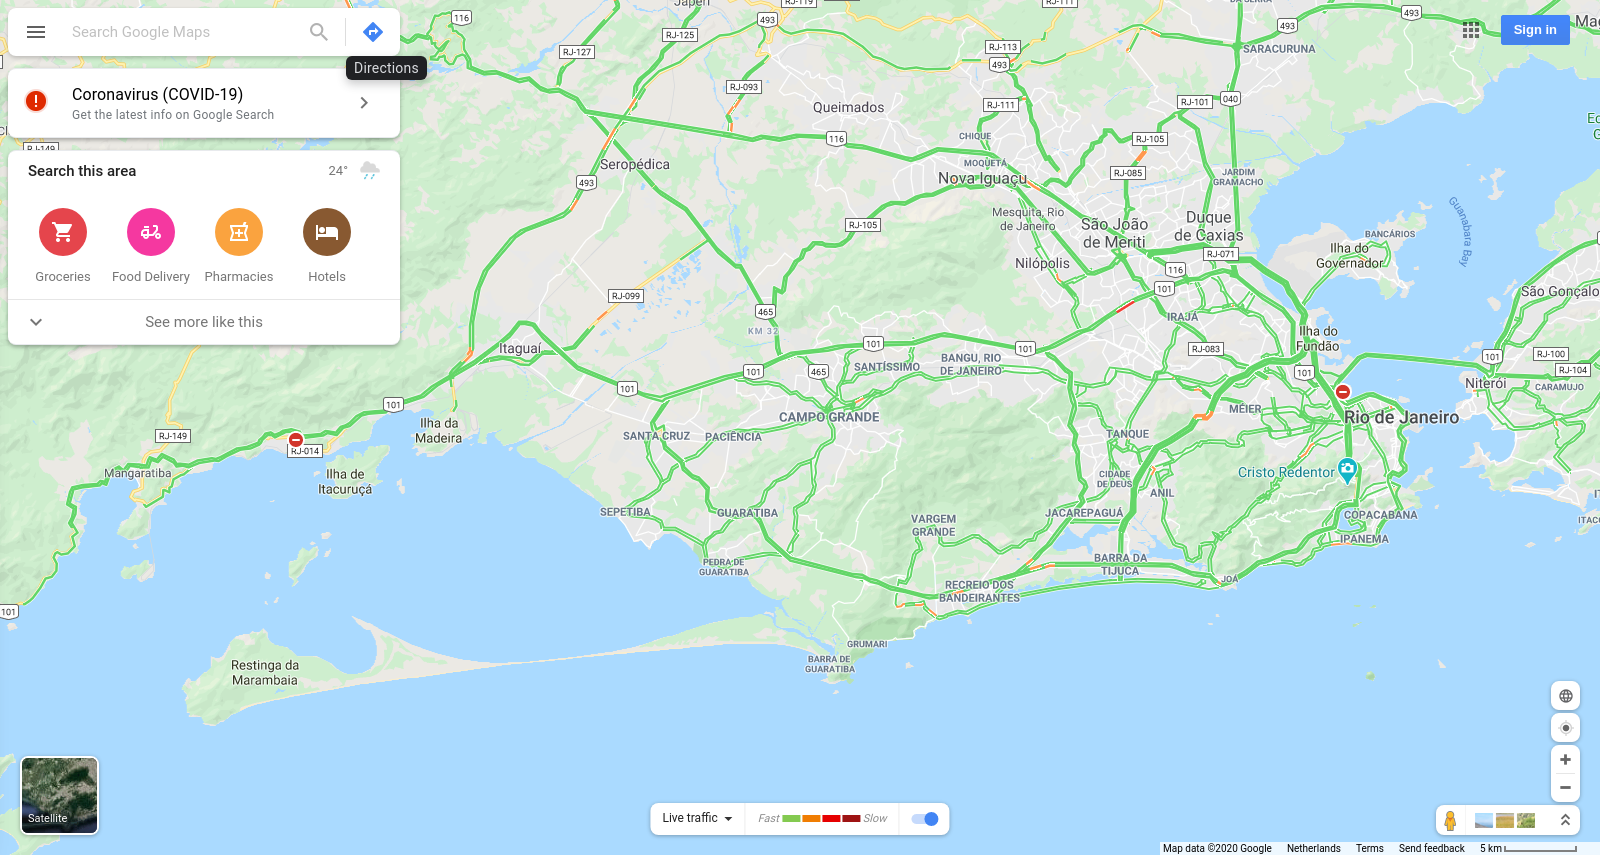 Search Google Maps
Directions
Sign in
Coronavirus (COVID-19)
Get the latest info on Google Search
Search this area
24°
Groceries
Food Delivery
Pharmacies
Hotels
See more like this
116
RJ-125
RJ-127
493
RJ-119
RJ-111
493
493
RJ-113
493
SARACURUNA
RJ-093
Queimados
RJ-111
RJ-101
040
116
CHIQUE
RJ-105
RJ-149
Seropédica
MOQUETÁ
Nova Iguaçu
RJ-085
JARDIM
GRAMACHO
493
Mesquita, Rio
de Janeiro
São João
de Meriti
Duque
de Caxias
Guanabara Bay
RJ-105
BANCÁRIOS
Ilha do
Governador
RJ-071
Nilópolis
116
101
São Gonçalo
RJ-099
465
KM 32
IRAJÁ
Ilha do
Fundão
Itaguaí
101
SANTÍSSIMO
BANGU, RIO
DE JANEIRO
101
RJ-083
101
101
RJ-100
RJ-104
101
465
101
Niterói
CARAMUJO
101
CAMPO GRANDE
MÉIER
Rio de Janeiro
Ilha da
Madeira
SANTA CRUZ
PACIÊNCIA
TANQUE
RJ-149
RJ-014
Mangaratiba
Ilha de
Itacuruçá
CIDADE
DE DEUS
Cristo Redentor
ANIL
SEPETIBA
GUARATIBA
VARGEM
GRANDE
JACAREPAGUÁ
COPACABANA
IPANEMA
PEDRA DE
GUARATIBA
BARRA DA
TIJUCA
JOÁ
RECREIO DOS
BANDEIRANTES
101
GRUMARI
BARRA DE
GUARATIBA
Restinga da
Marambaia
Satellite
Live traffic
Fast
Slow
Map data ©2020 Google
Netherlands
Terms
Send feedback
5 km